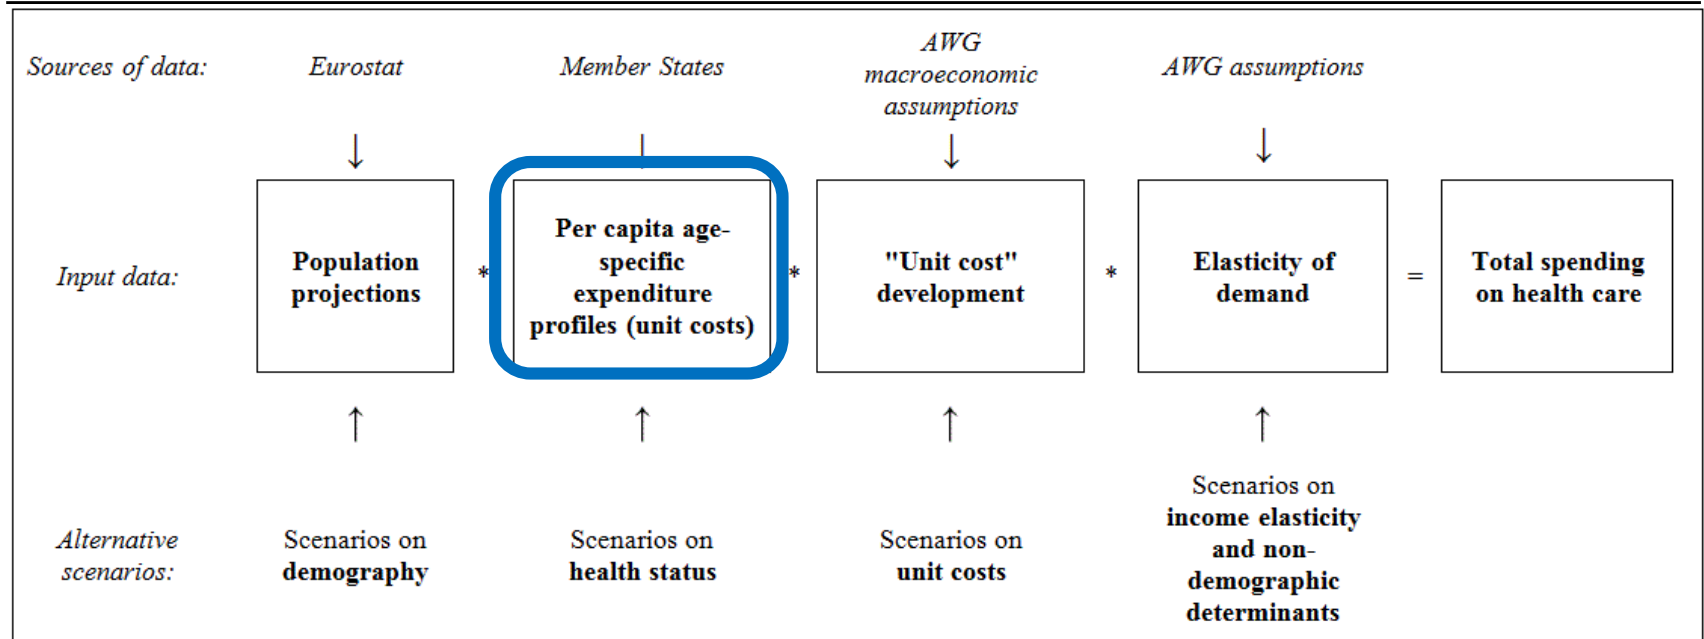 Sources of data:
Eurostat
Member States
AWG
macroeconomic
assumptions
AWG assumptions
↓
↓
↓
↓
Input data:
Population
projections
*
Per capita age-
specific
expenditure
profiles (unit costs)
*
"Unit cost"
development
*
Elasticity of
demand
=
Total spending
on health care
↑
↑
↑
↑
Alternative
scenarios:
Scenarios on
demography
Scenarios on
health status
Scenarios on
unit costs
Scenarios on
income elasticity
and non-
demographic
determinants